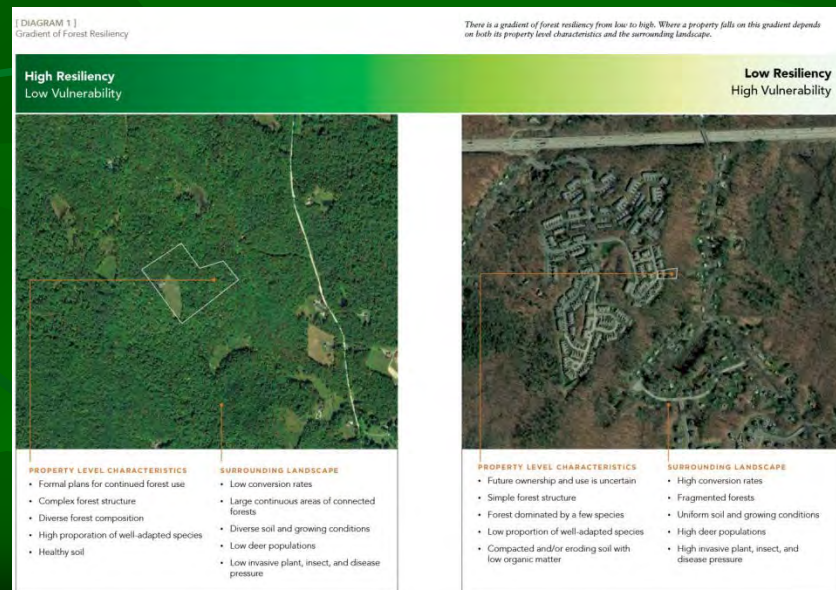 [ DIAGRAM 1 ]
Gradient of Forest Resiliency
There is a gradient of forest resiliency from low to high. Where a property falls on this gradient depends
on both its property level characteristics and the surrounding landscape.
High Resiliency
Low Vulnerability
Low Resiliency
High Vulnerability
PROPERTY LEVEL CHARACTERISTICS
• Formal plans for continued forest use
• Complex forest structure
• Diverse forest composition
• High proporation of well-adapted species
• Healthy soil
SURROUNDING LANDSCAPE
• Low conversion rates
• Large continuous areas of connected
forests
• Diverse soil and growing conditions
• Low deer populations
• Low invasive plant, insect, and disease
pressure
PROPERTY LEVEL CHARACTERISTICS
• Future ownership and use is uncertain
• Simple forest structure
• Forest dominated by a few species
• Low proportion of well-adapted species
• Compacted and/or eroding soil with
low organic matter
SURROUNDING LANDSCAPE
• High conversion rates
• Fragmented forests
• Uniform soil and growing conditions
• High deer populations
• High invasive plant, insect, and
disease pressure